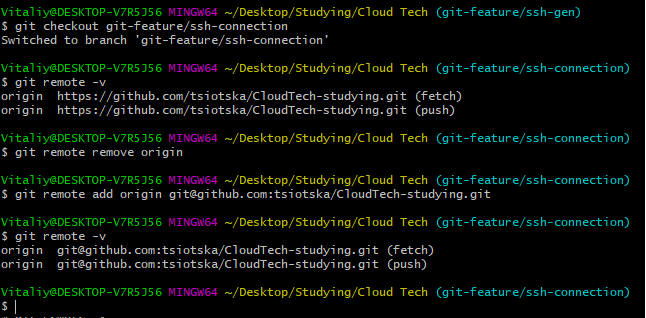 Vitaliy@DESKTOP-V7R5J56 MINGW64 ~/Desktop/Studying/Cloud Tech (git-feature/ssh-gen)
$ git checkout git-feature/ssh-connection
Switched to branch 'git-feature/ssh-connection'
Vitaliy@DESKTOP-V7R5J56 MINGW64 ~/Desktop/Studying/Cloud Tech (git-feature/ssh-connection)
$ git remote -v
origin  https://github.com/tsiotska/CloudTech-studying.git (fetch)
origin  https://github.com/tsiotska/CloudTech-studying.git (push)
Vitaliy@DESKTOP-V7R5J56 MINGW64 ~/Desktop/Studying/Cloud Tech (git-feature/ssh-connection)
$ git remote remove origin
Vitaliy@DESKTOP-V7R5J56 MINGW64 ~/Desktop/Studying/Cloud Tech (git-feature/ssh-connection)
$ git remote add origin git@github.com:tsiotska/CloudTech-studying.git
Vitaliy@DESKTOP-V7R5J56 MINGW64 ~/Desktop/Studying/Cloud Tech (git-feature/ssh-connection)
$ git remote -v
origin  git@github.com:tsiotska/CloudTech-studying.git (fetch)
origin  git@github.com:tsiotska/CloudTech-studying.git (push)
Vitaliy@DESKTOP-V7R5J56 MINGW64 ~/Desktop/Studying/Cloud Tech (git-feature/ssh-connection)
$